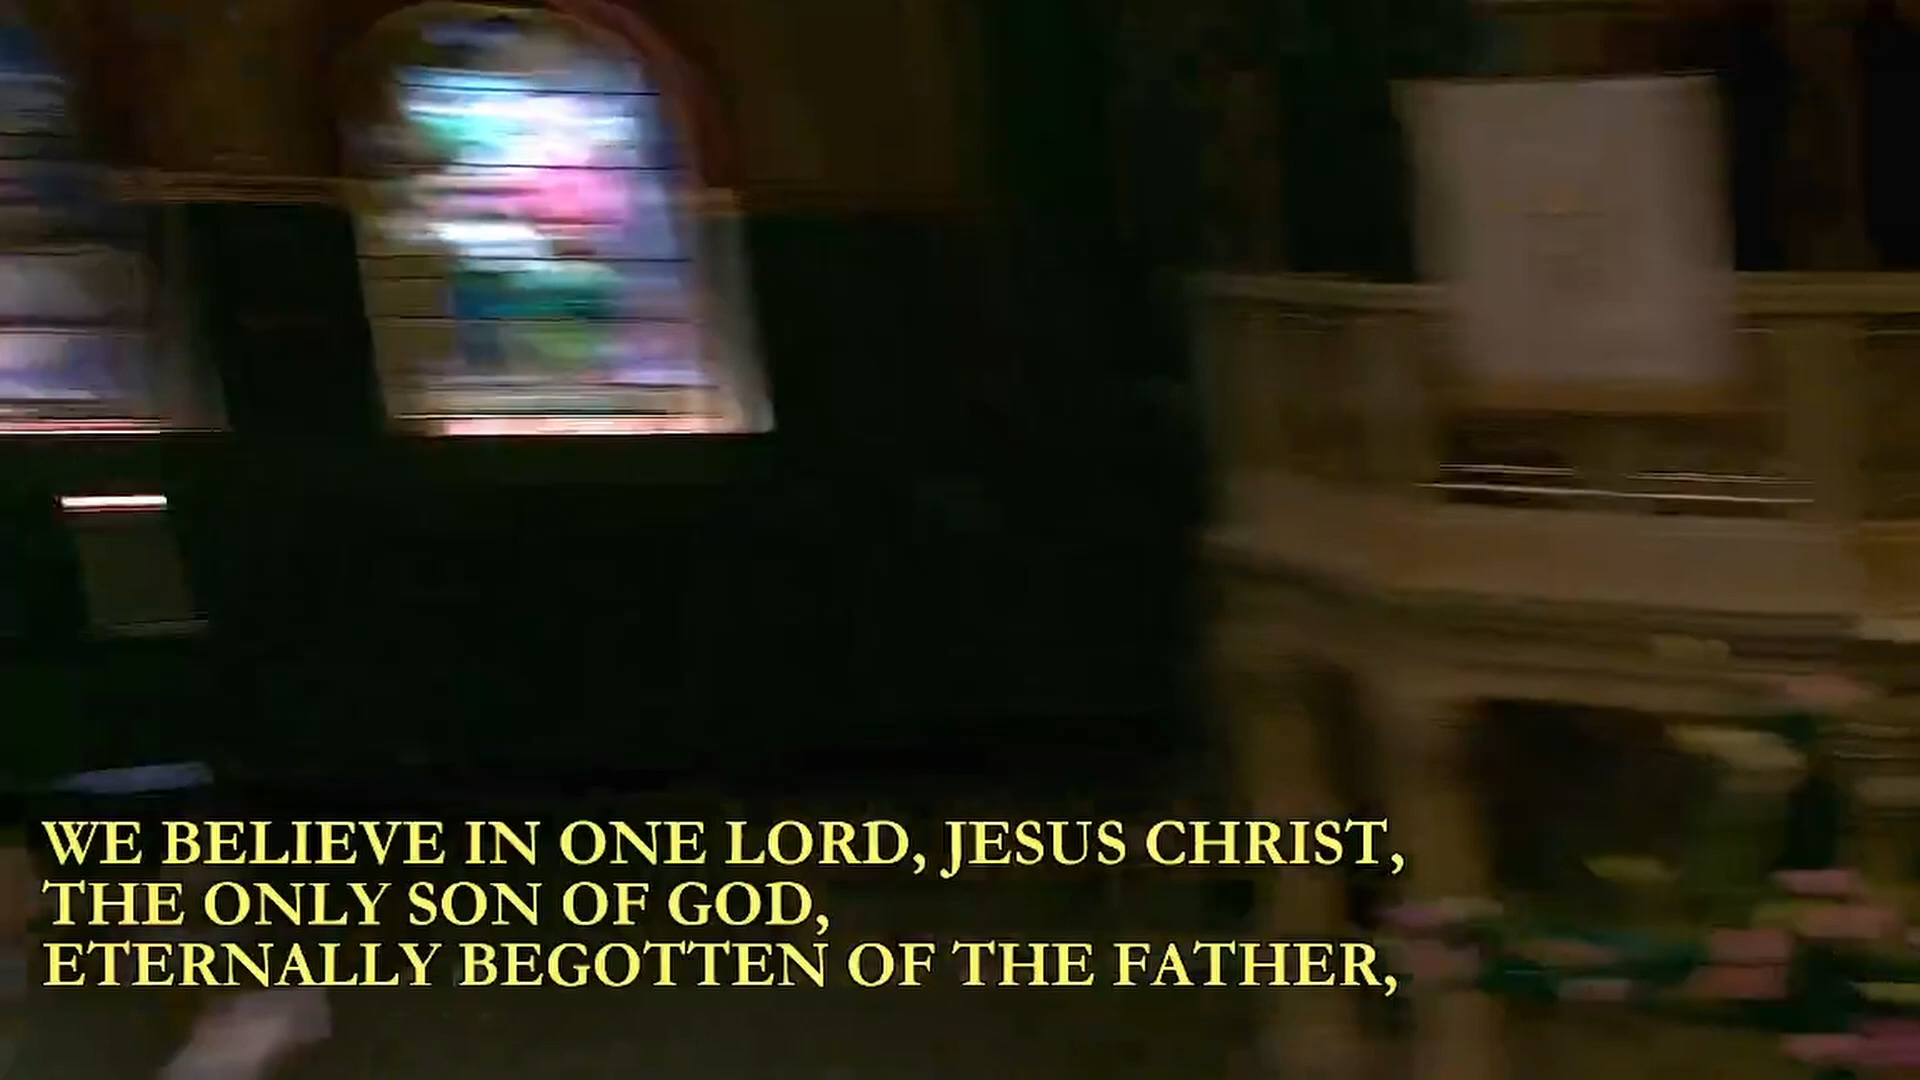 WE BELIEVE IN ONE LORD, JESUS CHRIST,
THE ONLY SON OF GOD,
ETERNALLY BEGOTTEN OF THE FATHER,